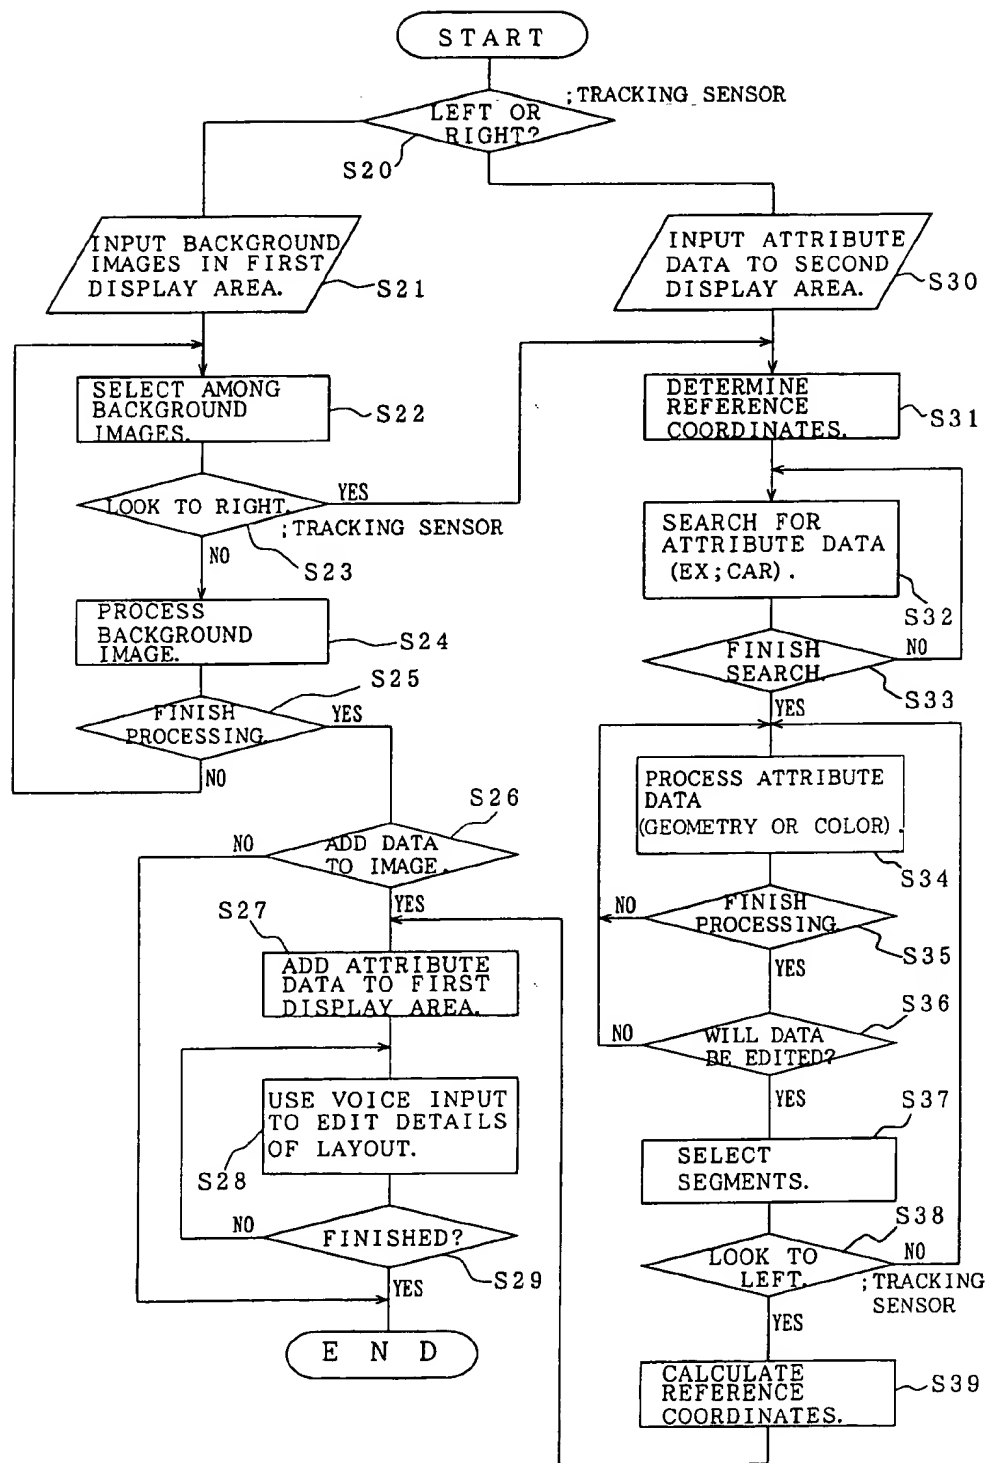 START
;TRACKING SENSOR
LEFT OR
RIGHT?
S20
INPUT BACKGROUND
IMAGES IN FIRST
DISPLAY AREA.
S21
SELECT AMONG
BACKGROUND
IMAGES.
S22
LOOK TO RIGHT.
YES
;TRACKING SENSOR
NO
S23
PROCESS
BACKGROUND
IMAGE.
S24
S25
FINISH
PROCESSING.
YES
NO
S26
NO
ADD DATA
TO IMAGE.
YES
S27
ADD ATTRIBUTE
DATA TO FIRST
DISPLAY AREA.
USE VOICE INPUT
TO EDIT DETAILS
OF LAYOUT.
S28
NO
FINISHED?
S29
YES
END
INPUT ATTRIBUTE
DATA TO SECOND
DISPLAY AREA.
S30
DETERMINE
REFERENCE
COORDINATES.
S31
SEARCH FOR
ATTRIBUTE DATA
(EX;CAR).
S32
FINISH
SEARCH.
NO
S33
YES
PROCESS ATTRIBUTE
DATA
(GEOMETRY OR COLOR).
S34
NO
FINISH
PROCESSING
S35
YES
S36
NO
WILL DATA
BE EDITED?
YES
S37
SELECT
SEGMENTS.
S38
LOOK TO
LEFT.
NO
;TRACKING
SENSOR
YES
CALCULATE
REFERENCE
COORDINATES.
S39